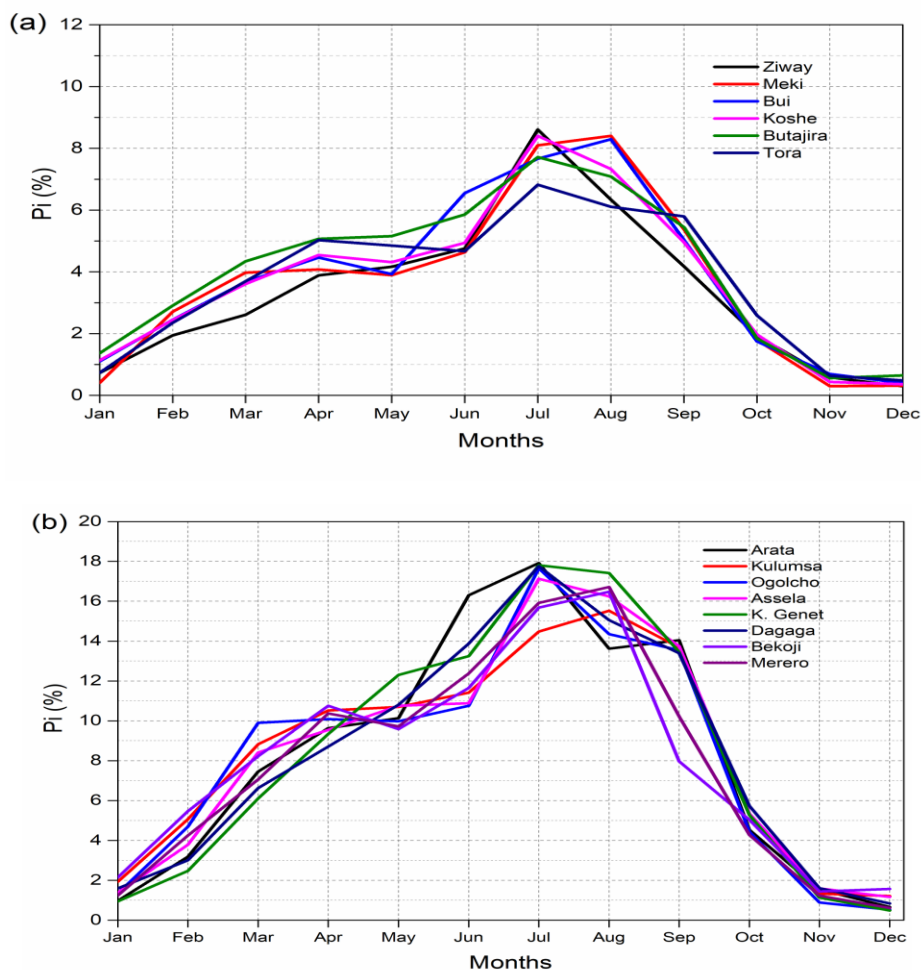 (a)
12
10
8
6
4
2
0
Pi (%)
Ziway
Meki
Bui
Koshe
Butajira
Tora
Jan Feb Mar Apr May Jun Jul Aug Sep Oct Nov Dec
Months
(b)
20
18
16
14
12
10
8
6
4
2
0
Pi (%)
Arata
Kulumsa
Ogolcho
Assela
K. Genet
Dagaga
Bekoji
Merero
Jan Feb Mar Apr May Jun Jul Aug Sep Oct Nov Dec
Months